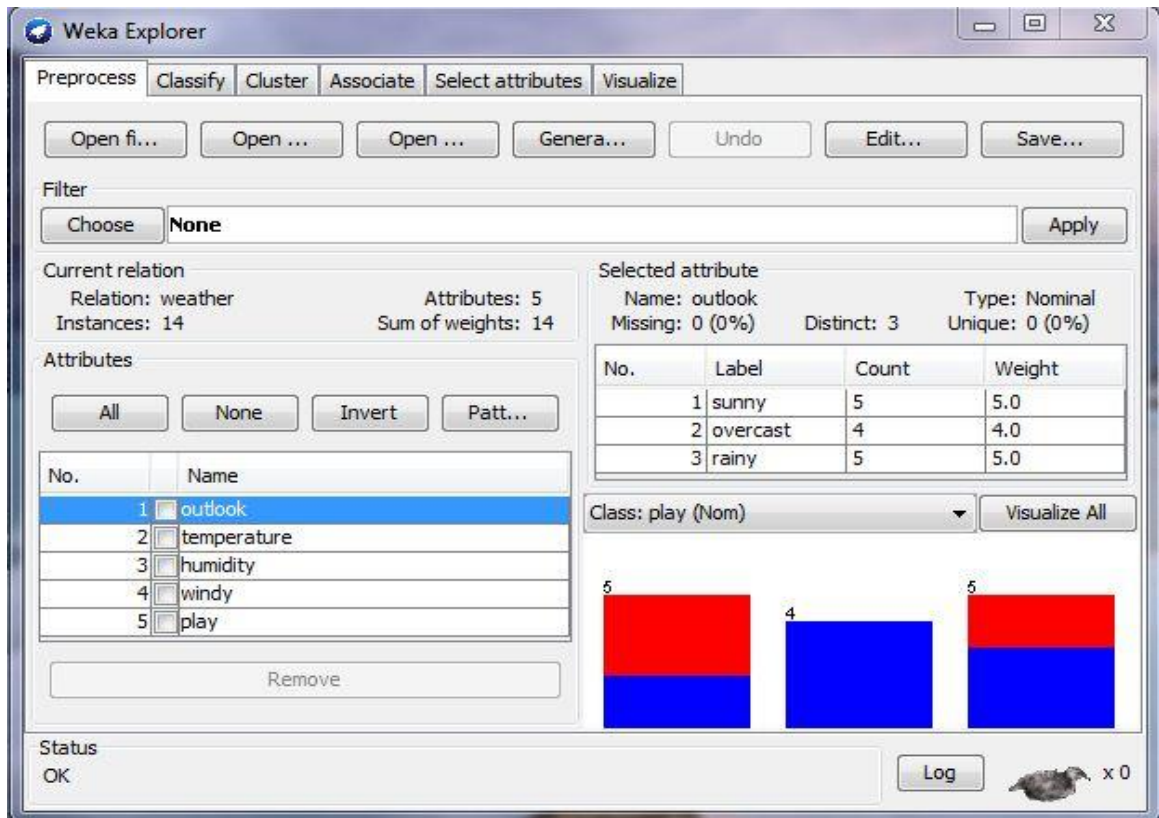 Weka Explorer
Preprocess Classify Cluster Associate Select attributes Visualize
Open fi... Open ... Open ... Genera... Undo Edit... Save...
Filter
Choose None Apply
Current relation
Relation: weather Attributes: 5
Instances: 14 Sum of weights: 14
Attributes
All None Invert Patt...
No. Name
1 outlook
2 temperature
3 humidity
4 windy
5 play
Remove
Selected attribute
Name: outlook Type: Nominal
Missing: 0 (0%) Distinct: 3 Unique: 0 (0%)
No. Label Count Weight
1 sunny 5 5.0
2 overcast 4 4.0
3 rainy 5 5.0
Class: play (Nom) Visualize All
5 4 5
Status
OK
Log x 0